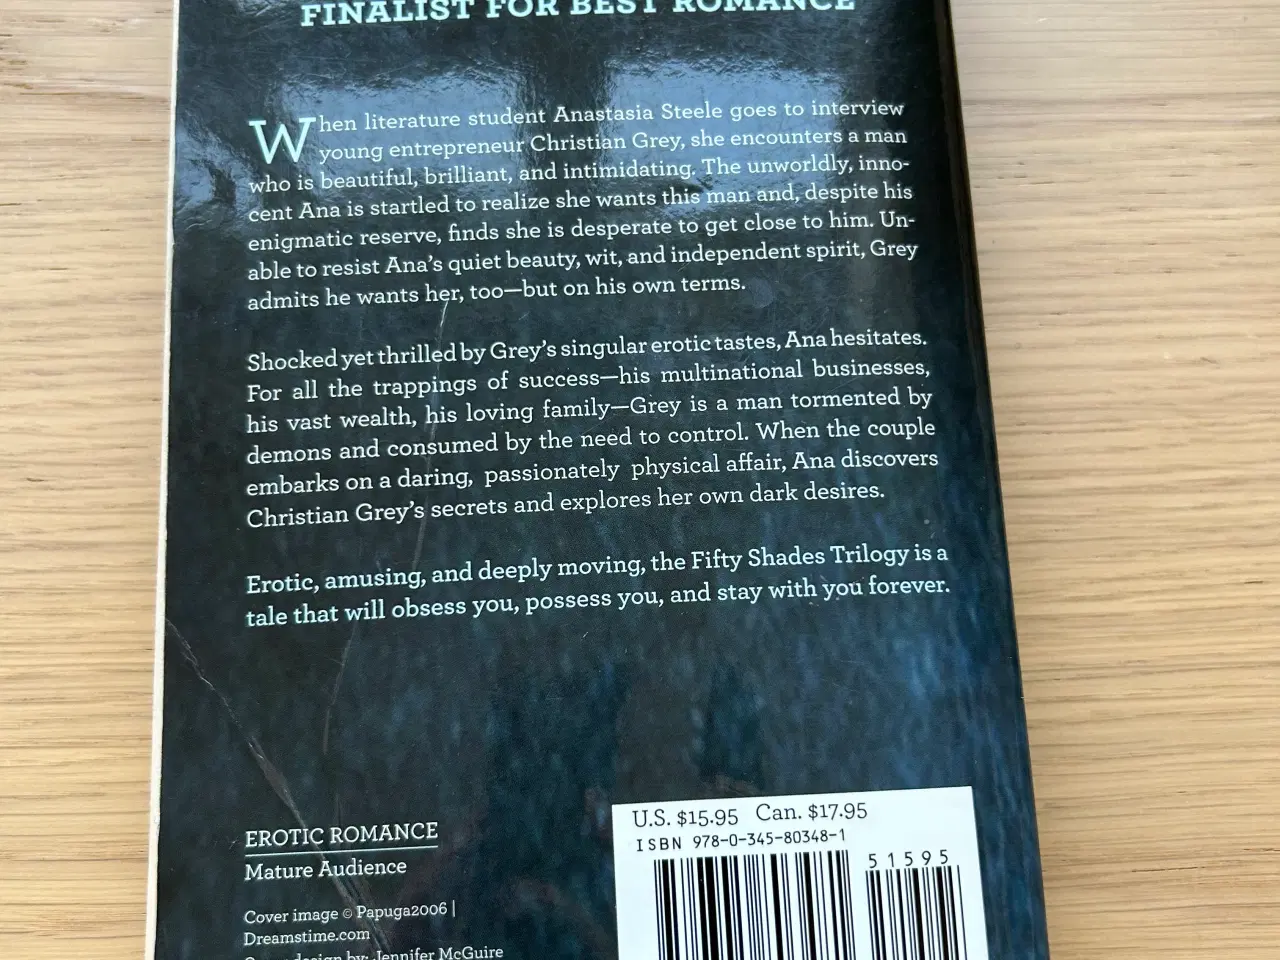 FINALIST FOR BEST ROMANCE
When literature student Anastasia Steele goes to interview
young entrepreneur Christian Grey, she encounters a man
who is beautiful, brilliant, and intimidating. The unworldly, inno-
cent Ana is startled to realize she wants this man and, despite his
enigmatic reserve, finds she is desperate to get close to him. Un-
able to resist Ana's quiet beauty, wit, and independent spirit, Grey
admits he wants her, too—but on his own terms.
Shocked yet thrilled by Grey's singular erotic tastes, Ana hesitates.
For all the trappings of success—his multinational businesses,
his vast wealth, his loving family—Grey is a man tormented by
demons and consumed by the need to control. When the couple
embarks on a daring, passionately physical affair, Ana discovers
Christian Grey's secrets and explores her own dark desires.
Erotic, amusing, and deeply moving, the Fifty Shades Trilogy is a
tale that will obsess you, possess you, and stay with you forever.
EROTIC ROMANCE
Mature Audience
Cover image © Papuga2006 |
Dreamstime.com
Cover design by: Jennifer McGuire
U.S. $15.95 Can. $17.95
ISBN 978-0-345-80348-1
51595